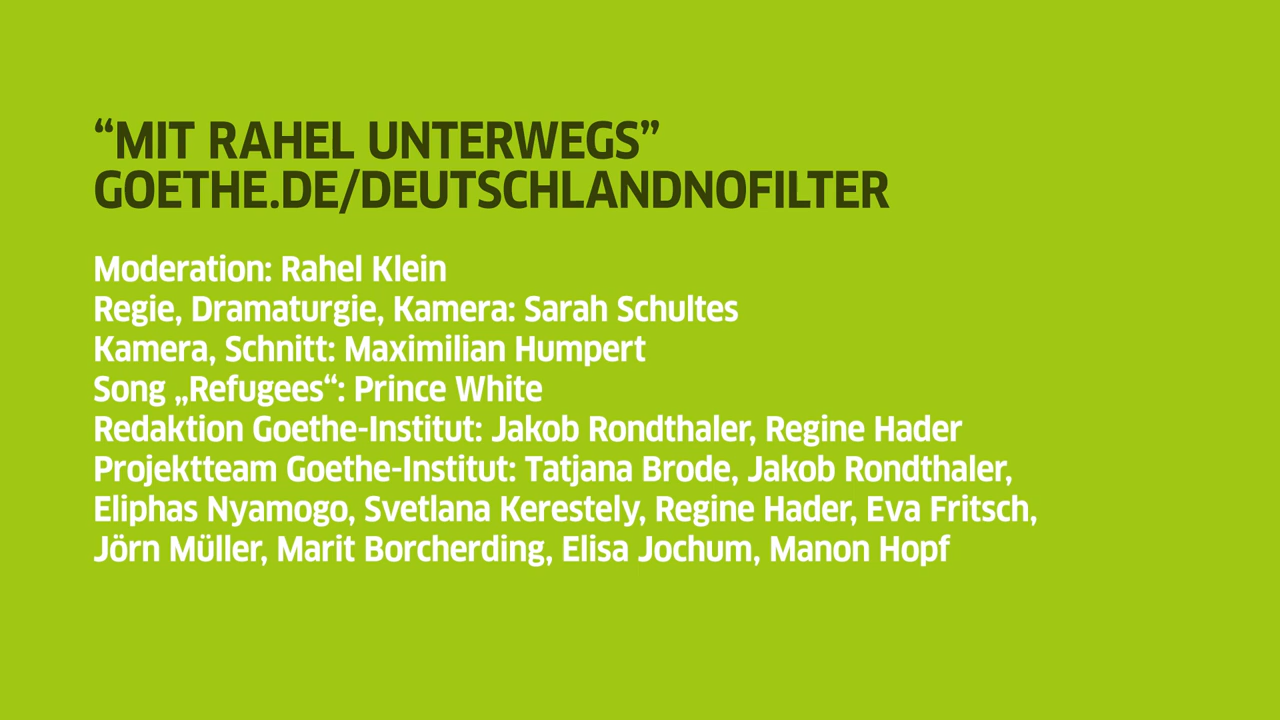 “MIT RAHEL UNTERWEGS”
GOETHE.DE/DEUTSCHLANDNOFILTER
Moderation: Rahel Klein
Regie, Dramaturgie, Kamera: Sarah Schultes
Kamera, Schnitt: Maximilian Humpert
Song „Refugees“: Prince White
Redaktion Goethe-Institut: Jakob Rondthaler, Regine Hader
Projektteam Goethe-Institut: Tatjana Brode, Jakob Rondthaler,
Eliphas Nyamogo, Svetlana Kerestely, Regine Hader, Eva Fritsch,
Jörn Müller, Marit Borcherding, Elisa Jochum, Manon Hopf